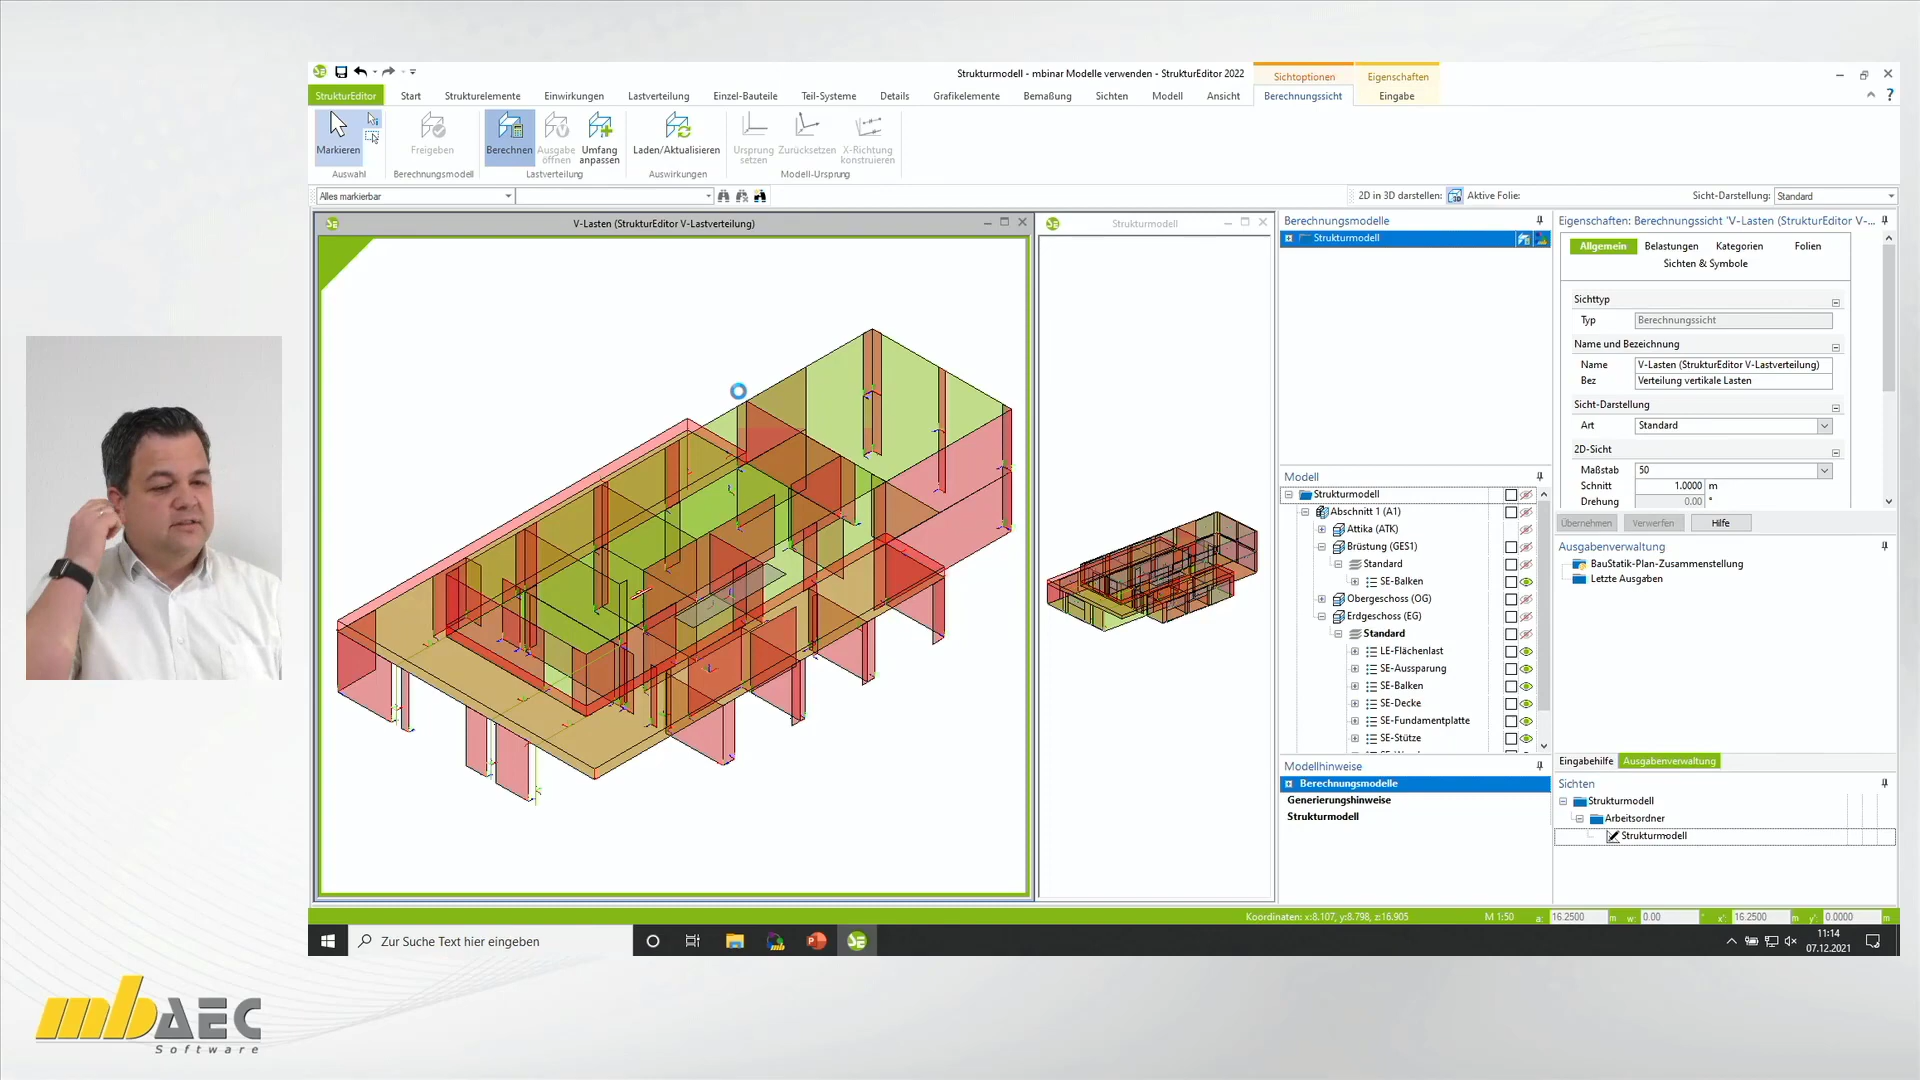 Strukturmodell - mbinar Modelle verwenden - StrukturEditor 2022
Sichtoptionen
Eigenschaften
StrukturEditor
Start
Strukturelemente
Einwirkungen
Lastverteilung
Einzel-Bauteile
Teil-Systeme
Details
Grafikelemente
Bemaßung
Sichten
Modell
Ansicht
Berechnungssicht
Eingabe
Markieren
Freigeben
Berechnen
Ausgabe öffnen
Umfang anpassen
Laden/Aktualisieren
Ursprung setzen
Zurücksetzen
X-Richtung konstruieren
Auswahl
Berechnungsmodell
Lastverteilung
Auswirkungen
Modell-Ursprung
Alles markierbar
2D in 3D darstellen:
Aktive Folie:
Sicht-Darstellung:
Standard
V-Lasten (StrukturEditor V-Lastverteilung)
Strukturmodell
Berechnungsmodelle
Strukturmodell
Modell
Strukturmodell
Abschnitt 1 (A1)
Attika (ATK)
Brüstung (GES1)
Standard
SE-Balken
Obergeschoss (OG)
Erdgeschoss (EG)
Standard
LE-Flächenlast
SE-Aussparung
SE-Balken
SE-Decke
SE-Fundamentplatte
SE-Stütze
Modellhinweise
Berechnungsmodelle
Generierungshinweise
Strukturmodell
Eigenschaften: Berechnungssicht 'V-Lasten (StrukturEditor V-...
Allgemein
Belastungen
Kategorien
Folien
Sichten & Symbole
Sichttyp
Typ
Berechnungssicht
Name und Bezeichnung
Name
V-Lasten (StrukturEditor V-Lastverteilung)
Bez
Verteilung vertikale Lasten
Sicht-Darstellung
Art
Standard
2D-Sicht
Maßstab
50
Schnitt
1.0000 m
Drehung
0.00 °
Übernehmen
Verwerfen
Hilfe
Ausgabenverwaltung
BauStatik-Plan-Zusammenstellung
Letzte Ausgaben
Eingabehilfe
Ausgabenverwaltung
Sichten
Strukturmodell
Arbeitsordner
Strukturmodell
Koordinaten: x:8.107, y:8.798, z:16.905
M 1:50
a: 16.2500 m
w: 0.00 °
x': 16.2500 m
y': 0.0000 m
Zur Suche Text hier eingeben
11:14
07.12.2021
mb AEC
Software